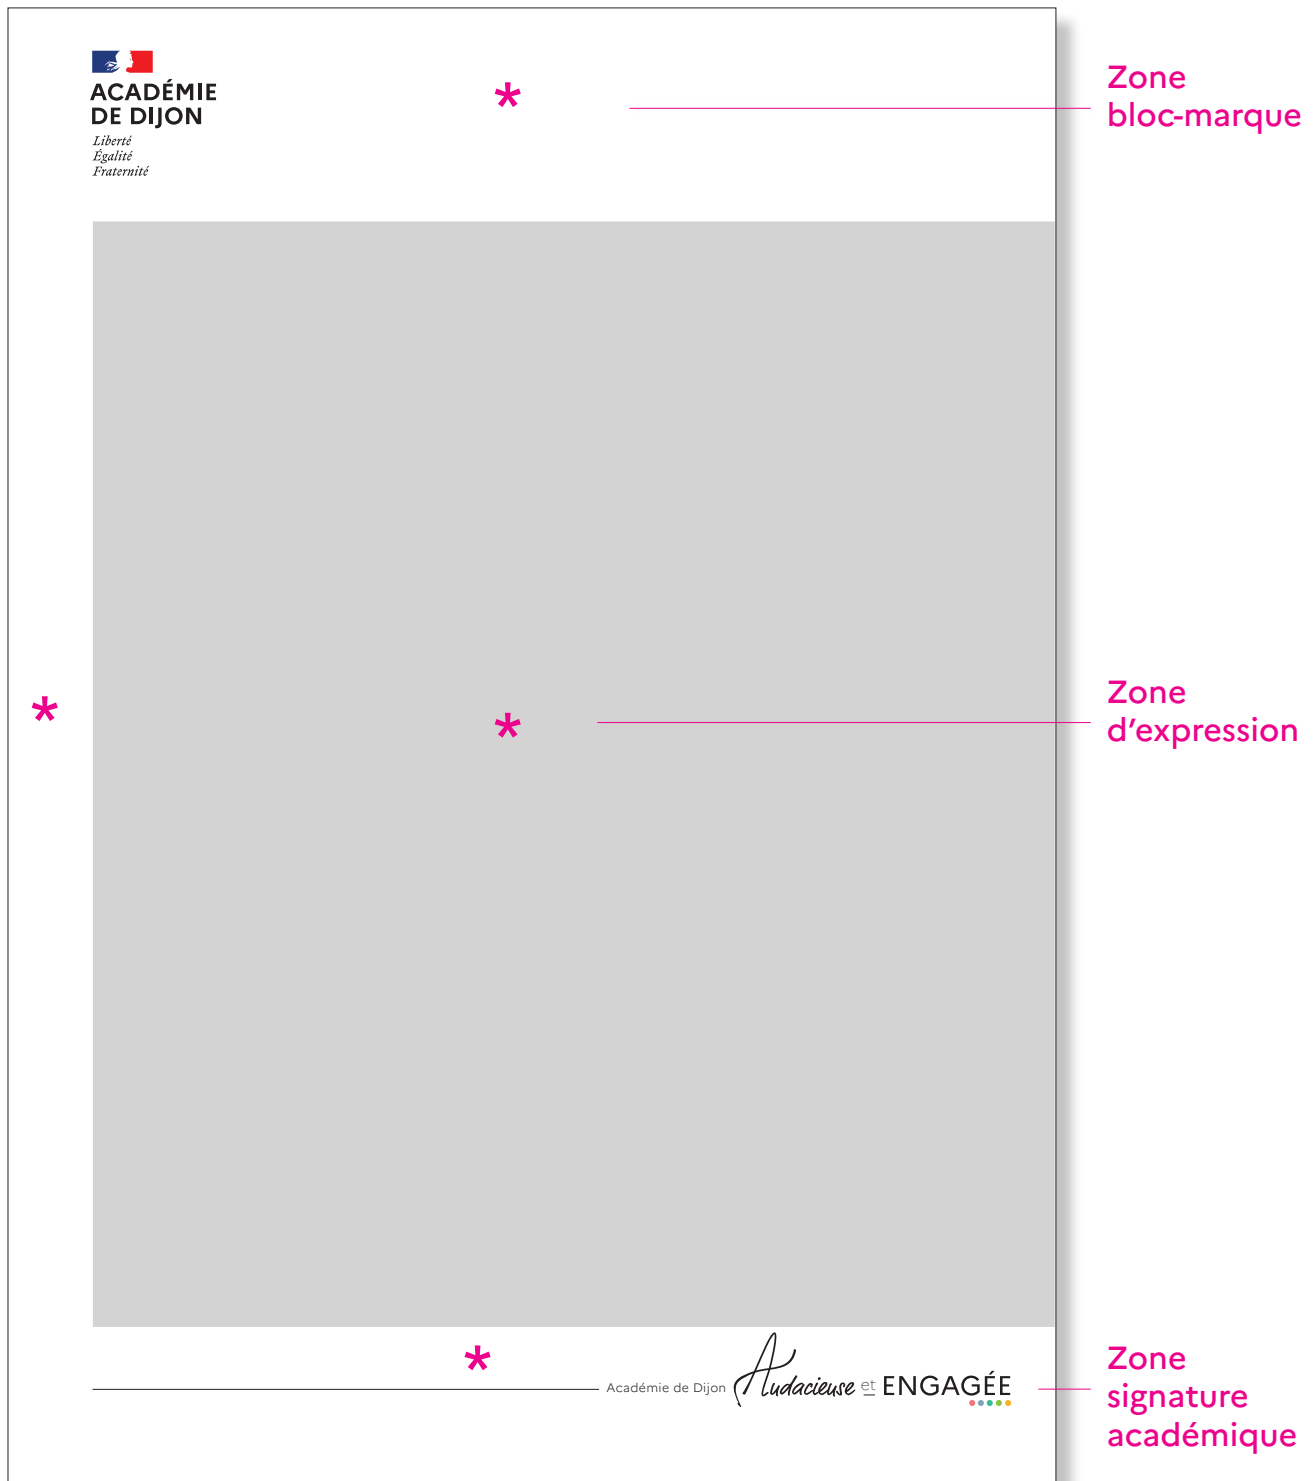 ACADÉMIE
DE DIJON
Liberté
Égalité
Fraternité
*
Zone
bloc-marque
*
*
Zone
d'expression
*
Académie de Dijon Audacieuse et ENGAGÉE
Zone
signature
académique